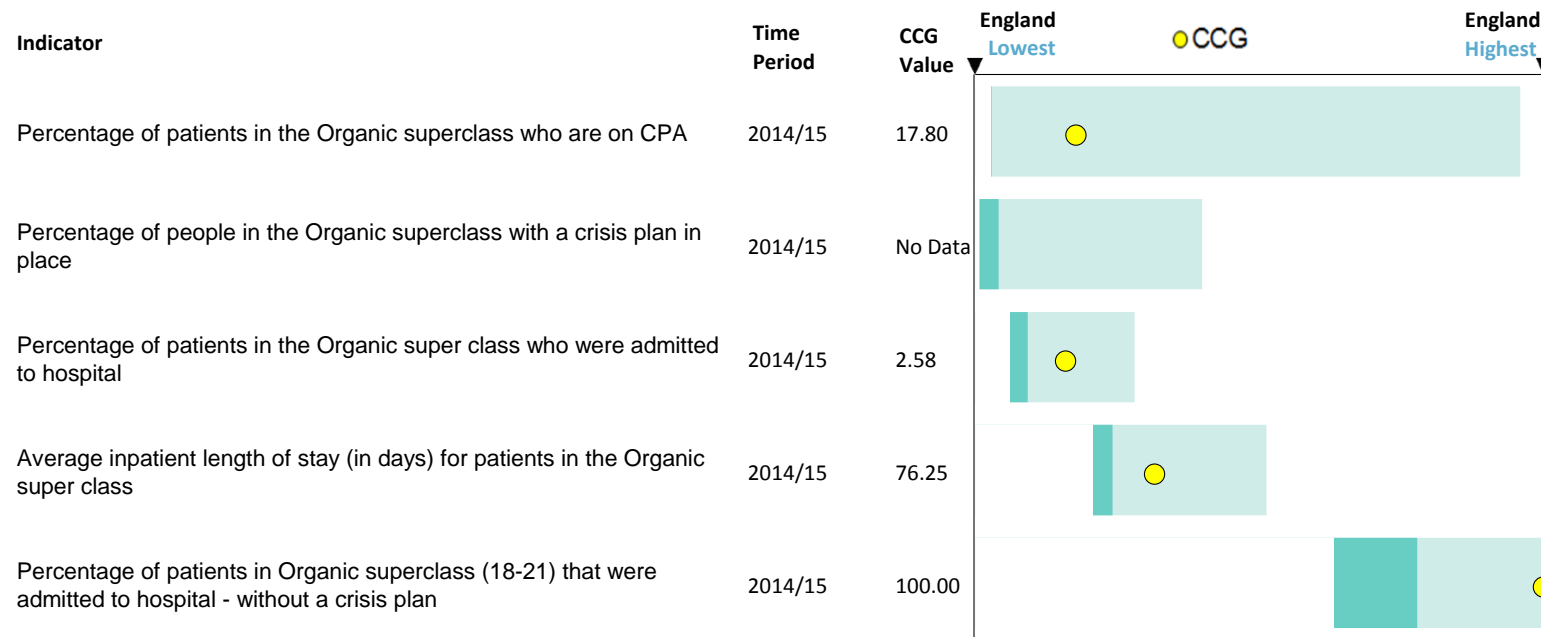 Indicator
Time Period
CCG Value
England Lowest
CCG
England Highest
Percentage of patients in the Organic superclass who are on CPA 2014/15 17.80
Percentage of people in the Organic superclass with a crisis plan in
place
2014/15 No Data
Percentage of patients in the Organic super class who were admitted
to hospital
2014/15 2.58
Average inpatient length of stay (in days) for patients in the Organic
super class
2014/15 76.25
Percentage of patients in Organic superclass (18-21) that were
admitted to hospital - without a crisis plan
2014/15 100.00